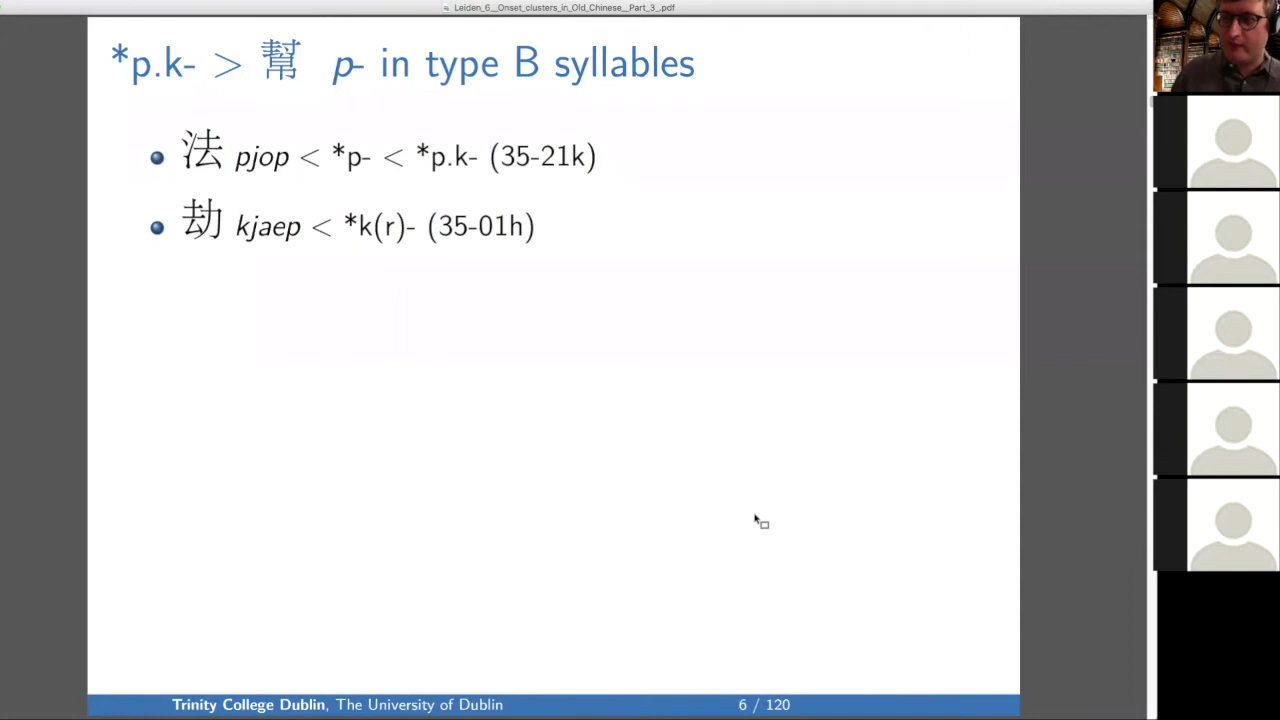 Leiden_6__Onset_clusters_in_Old_Chinese__Part_3_.pdf
*p.k- > 幫 p- in type B syllables
法 pjop < *p- < *p.k- (35-21k)
劫 kjaep < *k(r)- (35-01h)
Trinity College Dublin, The University of Dublin 6 / 120